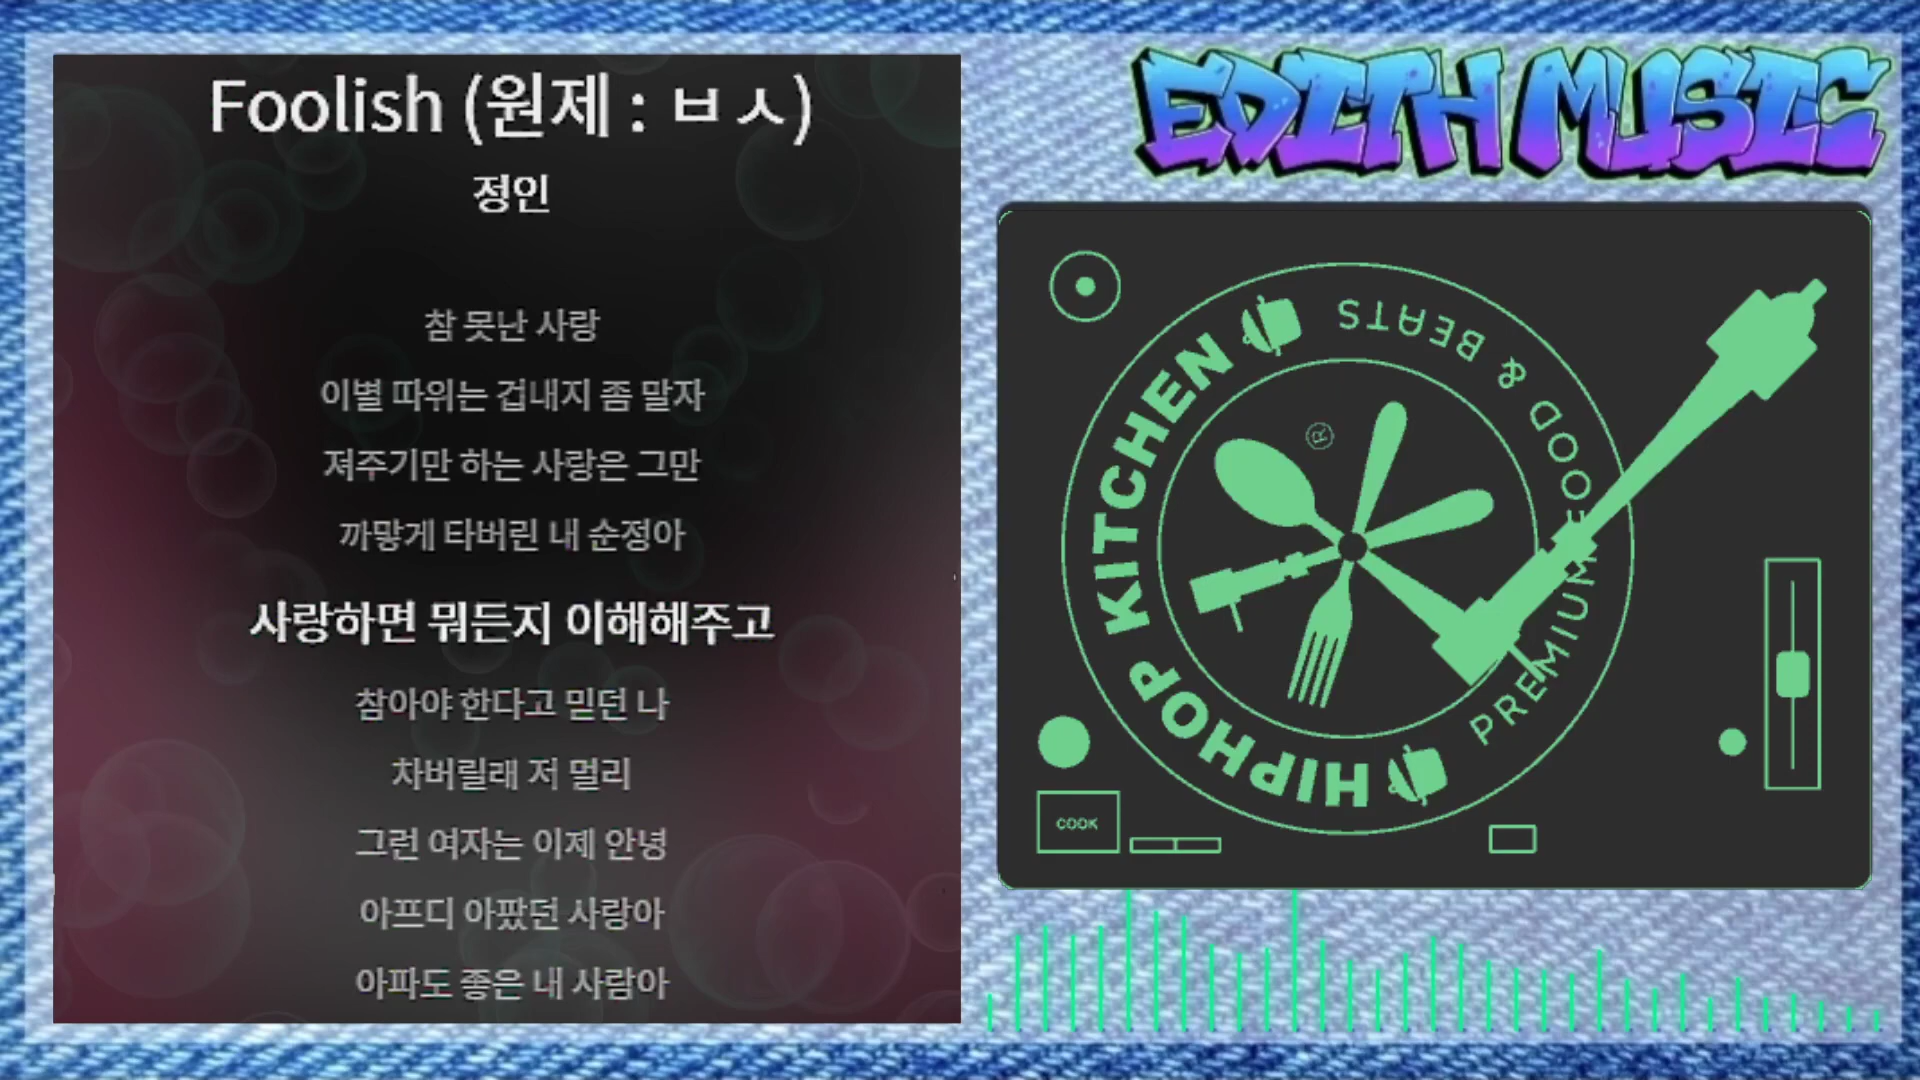 Foolish (원제 : ㅂㅅ)
정인
참 못난 사랑
이별 따위는 겁내지 좀 말자
져주기만 하는 사랑은 그만
까맣게 타버린 내 순정아
사랑하면 뭐든지 이해해주고
참아야 한다고 믿던 나
차버릴래 저 멀리
그런 여자는 이제 안녕
아프디 아팠던 사랑아
아파도 좋은 내 사람아
EDITH MUSIC
HIPHOP KITCHEN
PREMIUM FOOD & BEATS
®
COOK